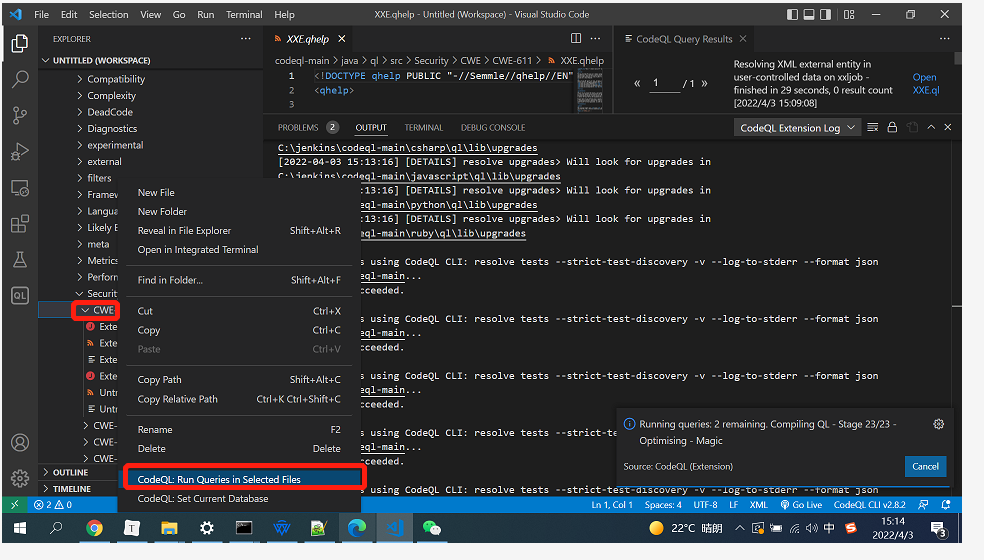 File Edit Selection View Go Run Terminal Help XXE.qhelp - Untitled (Workspace) - Visual Studio Code
EXPLORER
UNTITLED (WORKSPACE)
Compatibility
Complexity
DeadCode
Diagnostics
experimental
external
filters
Framew
Langua
Likely B
meta
Metrics
Perform
Securit
CWE
Exte
Exte
Exte
Exte
Untr
Untr
CWE-
CWE-
CWE-
OUTLINE
TIMELINE
QL
New File
New Folder
Reveal in File Explorer Shift+Alt+R
Open in Integrated Terminal
Find in Folder... Shift+Alt+F
Cut Ctrl+X
Copy Ctrl+C
Paste Ctrl+V
Copy Path Shift+Alt+C
Copy Relative Path Ctrl+K Ctrl+Shift+C
Rename F2
Delete Delete
CodeQL: Run Queries in Selected Files
CodeQL: Set Current Database
XXE.qhelp
codeql-main > java > ql > src > Security > CWE > CWE-611 > XXE.qhelp
1 <!DOCTYPE qhelp PUBLIC "-//Semmle//qhelp//EN"
2 <qhelp>
3
CodeQL Query Results
« 1 / 1 »
Resolving XML external entity in
user-controlled data on xxljob -
finished in 29 seconds, 0 result count
[2022/4/3 15:09:08]
Open
XXE.ql
PROBLEMS 2 OUTPUT TERMINAL DEBUG CONSOLE CodeQL Extension Log
C:\jenkins\codeql-main\csharp\ql\lib\upgrades
[2022-04-03 15:13:16] [DETAILS] resolve upgrades> Will look for upgrades in
C:\jenkins\codeql-main\javascript\ql\lib\upgrades
:13:16] [DETAILS] resolve upgrades> Will look for upgrades in
eql-main\python\ql\lib\upgrades
:13:16] [DETAILS] resolve upgrades> Will look for upgrades in
eql-main\ruby\ql\lib\upgrades
s using CodeQL CLI: resolve tests --strict-test-discovery -v --log-to-stderr --format json
eql-main...
cceeded.
s using CodeQL CLI: resolve tests --strict-test-discovery -v --log-to-stderr --format json
eql-main...
cceeded.
s using CodeQL CLI: resolve tests --strict-test-discovery -v --log-to-stderr --format json
eql-main...
cceeded.
s using CodeQL CLI: resolve tests --strict-te
eql-main...
cceeded.
s using CodeQL CLI: resolve tests --strict-test-discovery -v --log-to-stderr --format json
Running queries: 2 remaining. Compiling QL - Stage 23/23 -
Optimising - Magic
Source: CodeQL (Extension) Cancel
2 0 Ln 1, Col 1 Spaces: 4 UTF-8 LF XML Go Live CodeQL CLI v2.8.2
22°C 晴朗 中 15:14
2022/4/3
3